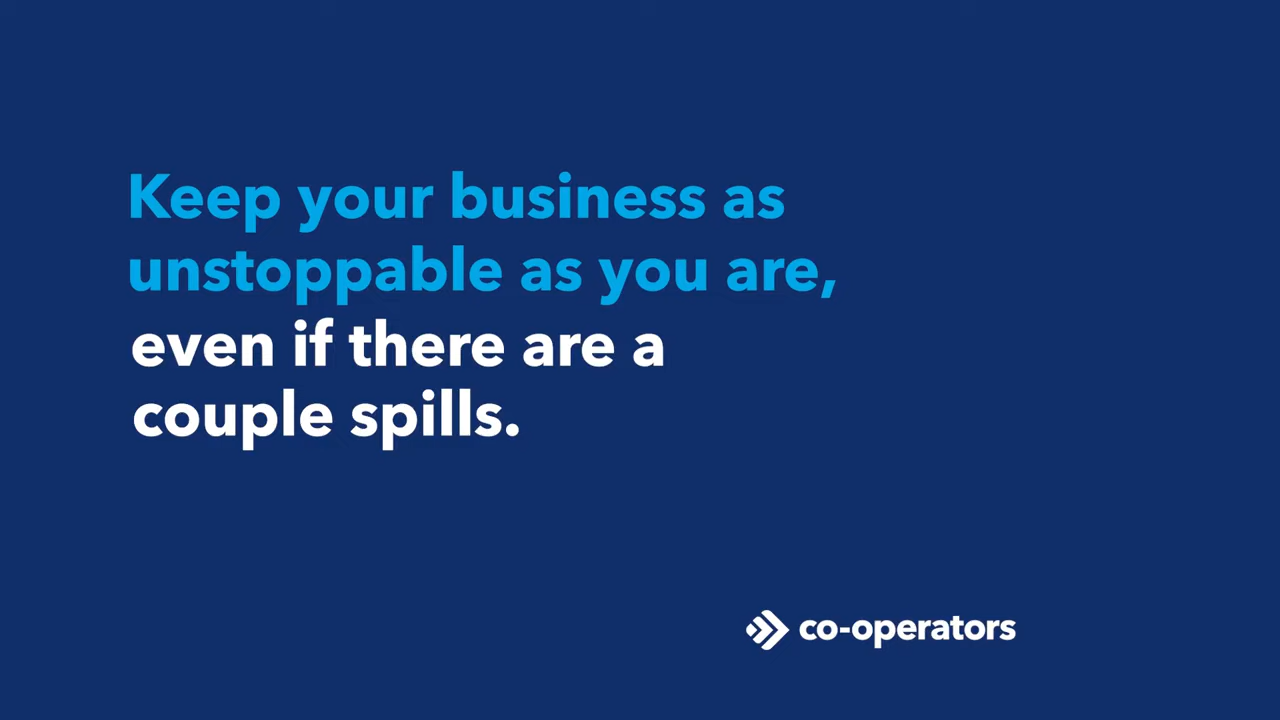 Keep your business as
unstoppable as you are,
even if there are a
couple spills.
co-operators